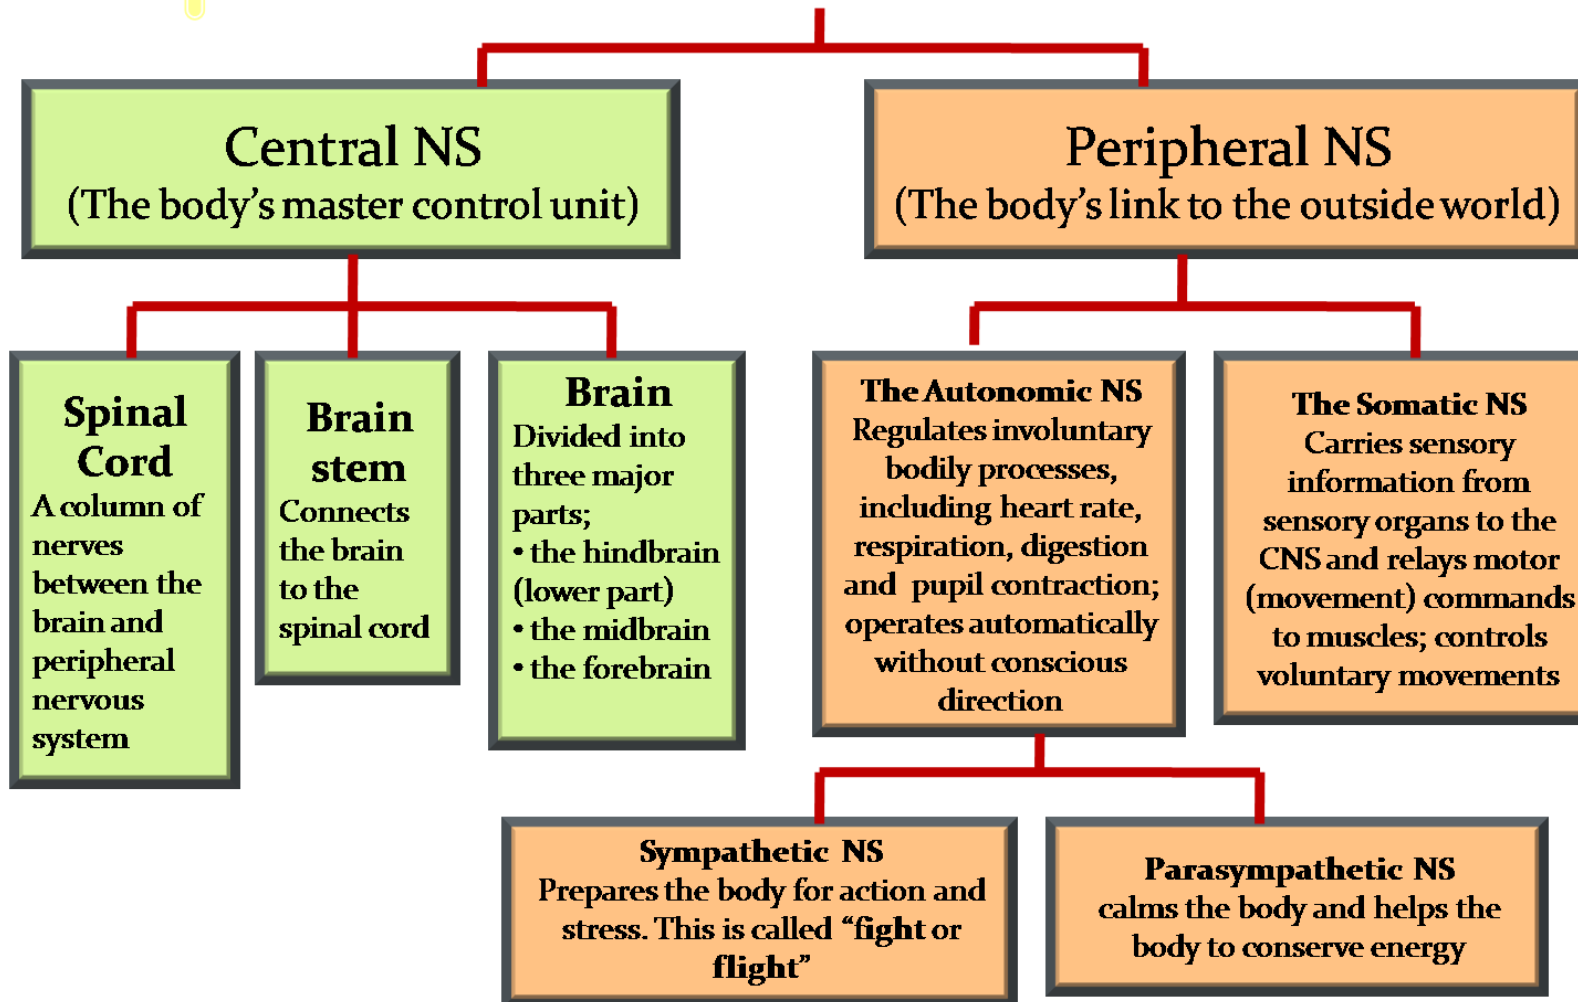 Central NS
(The body’s master control unit)
Peripheral NS
(The body’s link to the outside world)
Spinal
Cord
A column of
nerves
between the
brain and
peripheral
nervous
system
Brain
stem
Connects
the brain
to the
spinal cord
Brain
Divided into
three major
parts;
• the hindbrain
(lower part)
• the midbrain
• the forebrain
The Autonomic NS
Regulates involuntary
bodily processes,
including heart rate,
respiration, digestion
and pupil contraction;
operates automatically
without conscious
direction
The Somatic NS
Carries sensory
information from
sensory organs to the
CNS and relays motor
(movement) commands
to muscles; controls
voluntary movements
Sympathetic NS
Prepares the body for action and
stress. This is called “fight or
flight”
Parasympathetic NS
calms the body and helps the
body to conserve energy